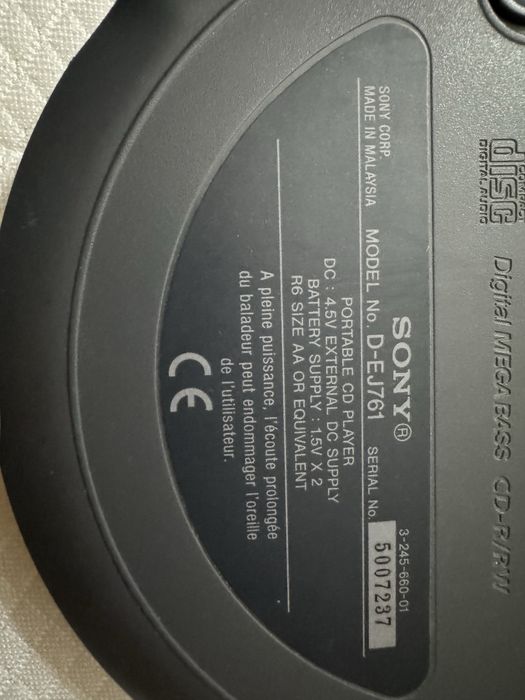 COMPACT
disc
DIGITAL AUDIO
Digital MEGA BASS CD-R/RW
SONY®
3-245-660-01
SONY CORP.
MADE IN MALAYSIA
MODEL No. D-EJ761
SERIAL No. 5007237
PORTABLE CD PLAYER
DC : 4.5V EXTERNAL DC SUPPLY
BATTERY SUPPLY : 1.5V X 2
R6 SIZE AA OR EQUIVALENT
A pleine puissance, l'écoute prolongée
du baladeur peut endommager l'oreille
de l'utilisateur.
CE